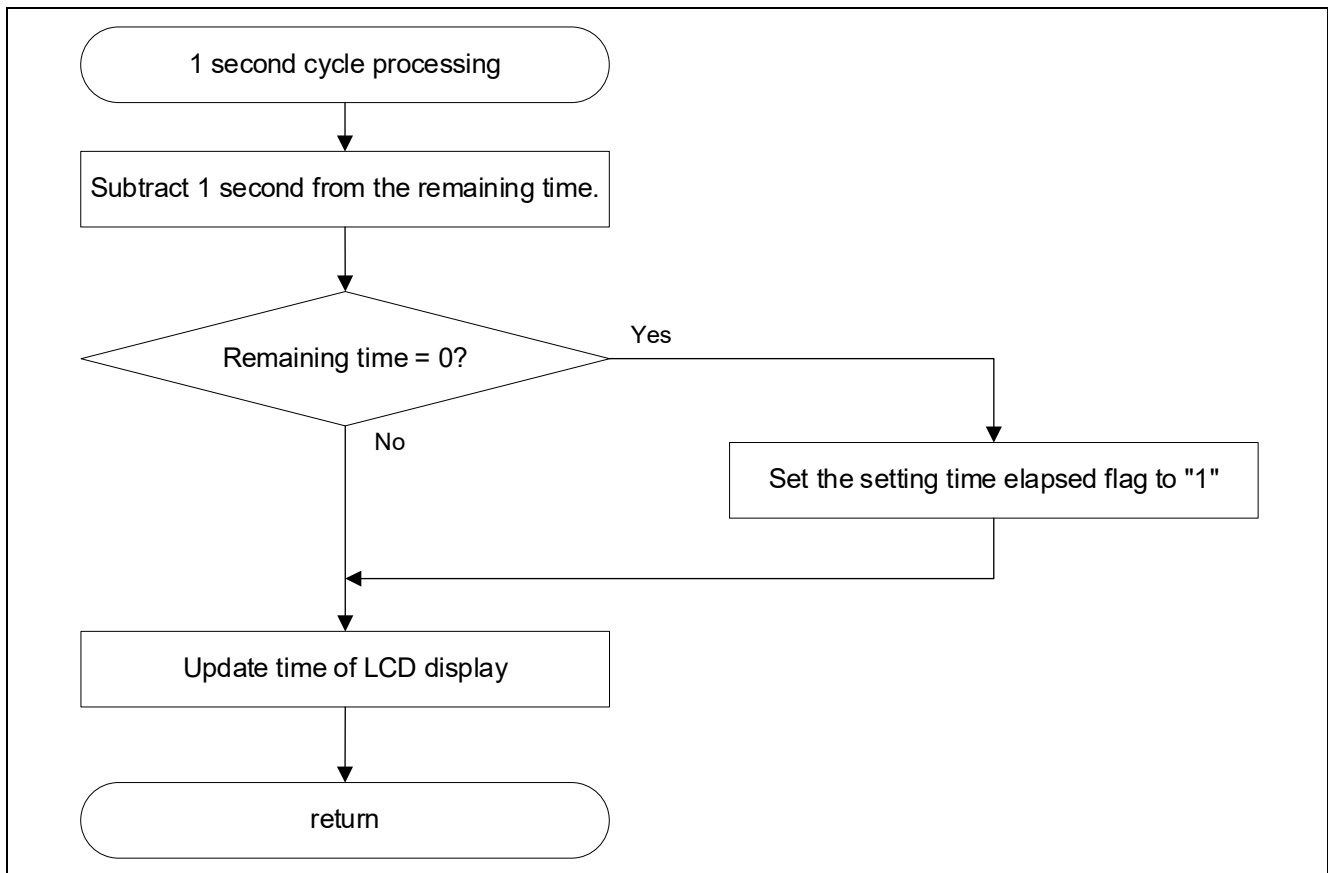 1 second cycle processing
Subtract 1 second from the remaining time.
Remaining time = 0?
Yes
No
Set the setting time elapsed flag to "1"
Update time of LCD display
return